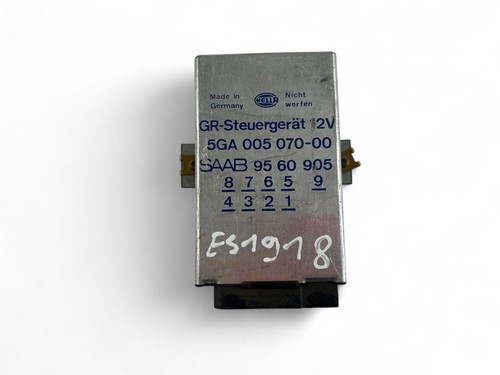 Made in Germany
HELLA
Nicht werfen
GR-Steuergerät 12V
5GA 005 070-00
SAAB 95 60 905
8 7 6 5 9
4 3 2 1
ES1918